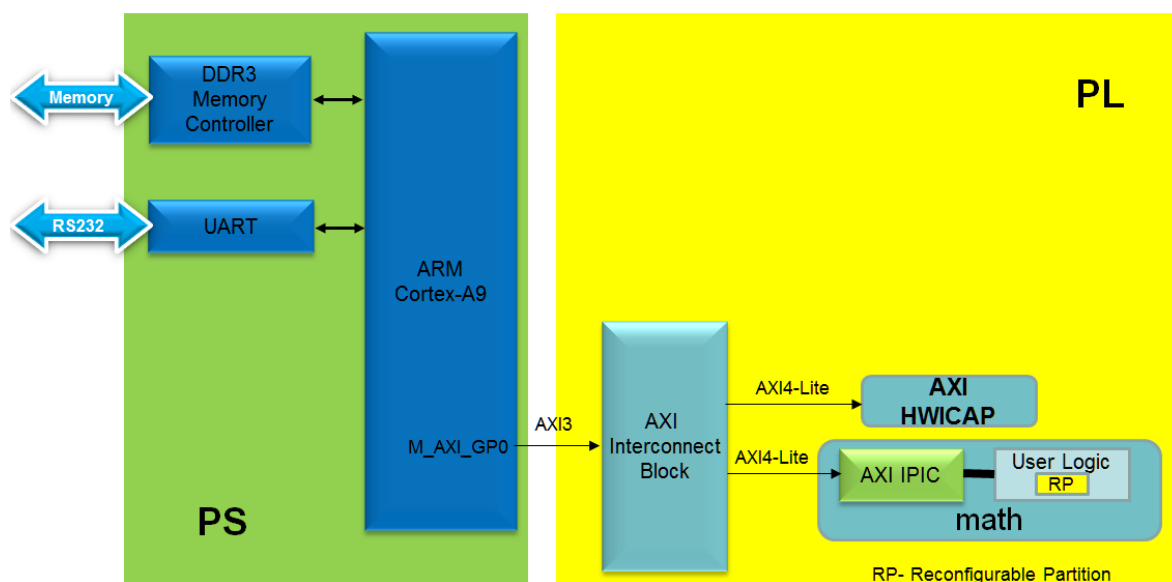 DDR3
Memory
Controller
Memory
RS232
UART
ARM
Cortex-A9
M_AXI_GP0
PS
PL
AXI3
AXI
Interconnect
Block
AXI4-Lite
AXI
HWICAP
AXI4-Lite
AXI IPIC
User Logic
RP
math
RP- Reconfigurable Partition